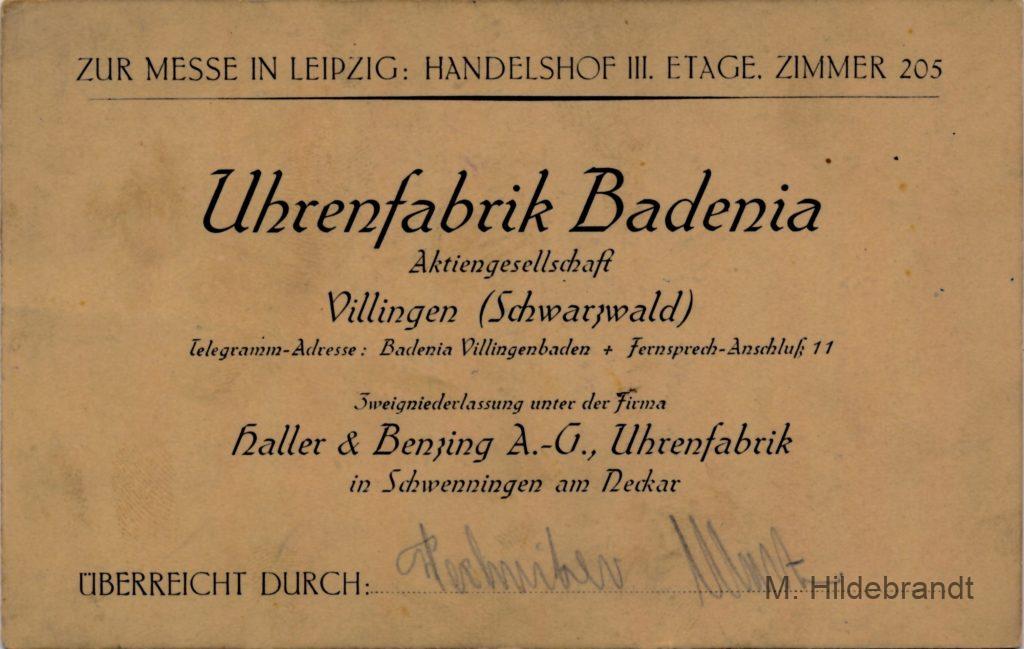 ZUR MESSE IN LEIPZIG: HANDELSHOF III. ETAGE. ZIMMER 205
Uhrenfabrik Badenia
Aktiengesellschaft
Villingen (Schwarzwald)
Telegramm-Adresse: Badenia Villingenbaden + Fernsprech-Anschluß 11
Zweigniederlassung unter der Firma
Haller & Benzing A.-G., Uhrenfabrik
in Schwenningen am Neckar
ÜBERREICHT DURCH:
M. Hildebrandt